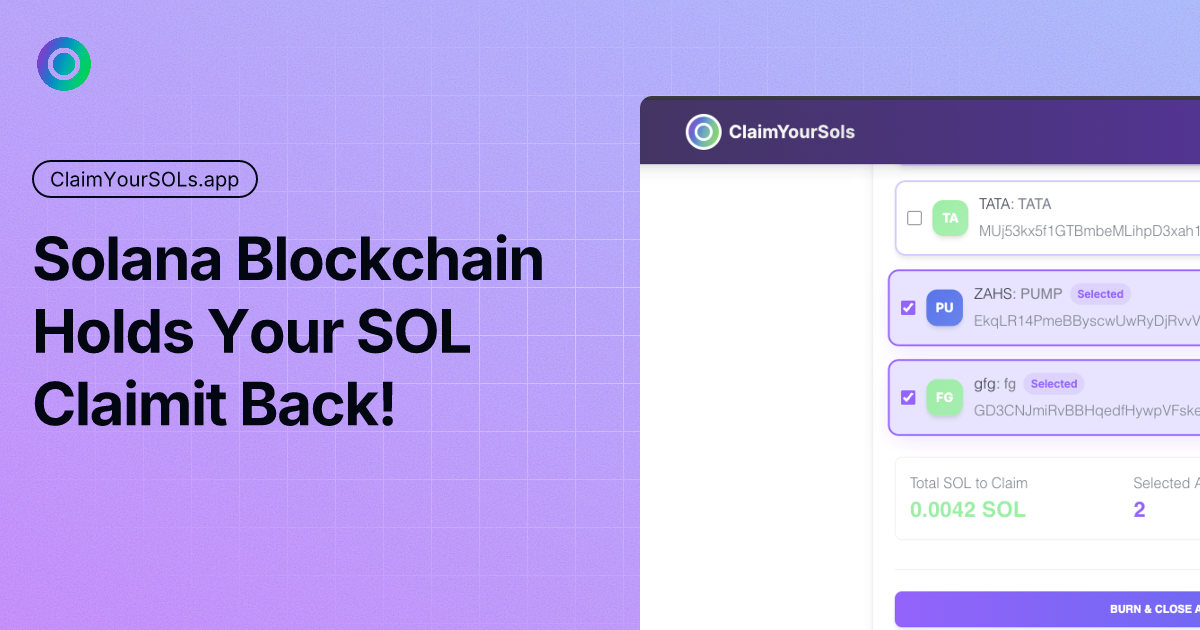 ClaimYourSOLs.app
Solana Blockchain
Holds Your SOL
Claimit Back!
ClaimYourSols
TA
TATA: TATA
MUj53kx5f1GTBmbeMLihpD3xah1
PU
ZAHS: PUMP Selected
EkqLR14PmeBByscwUwRyDjRvvV
FG
gfg: fg Selected
GD3CNJmiRvBBHqedfHywpVFske
Total SOL to Claim
0.0042 SOL
Selected A
2
BURN & CLOSE A